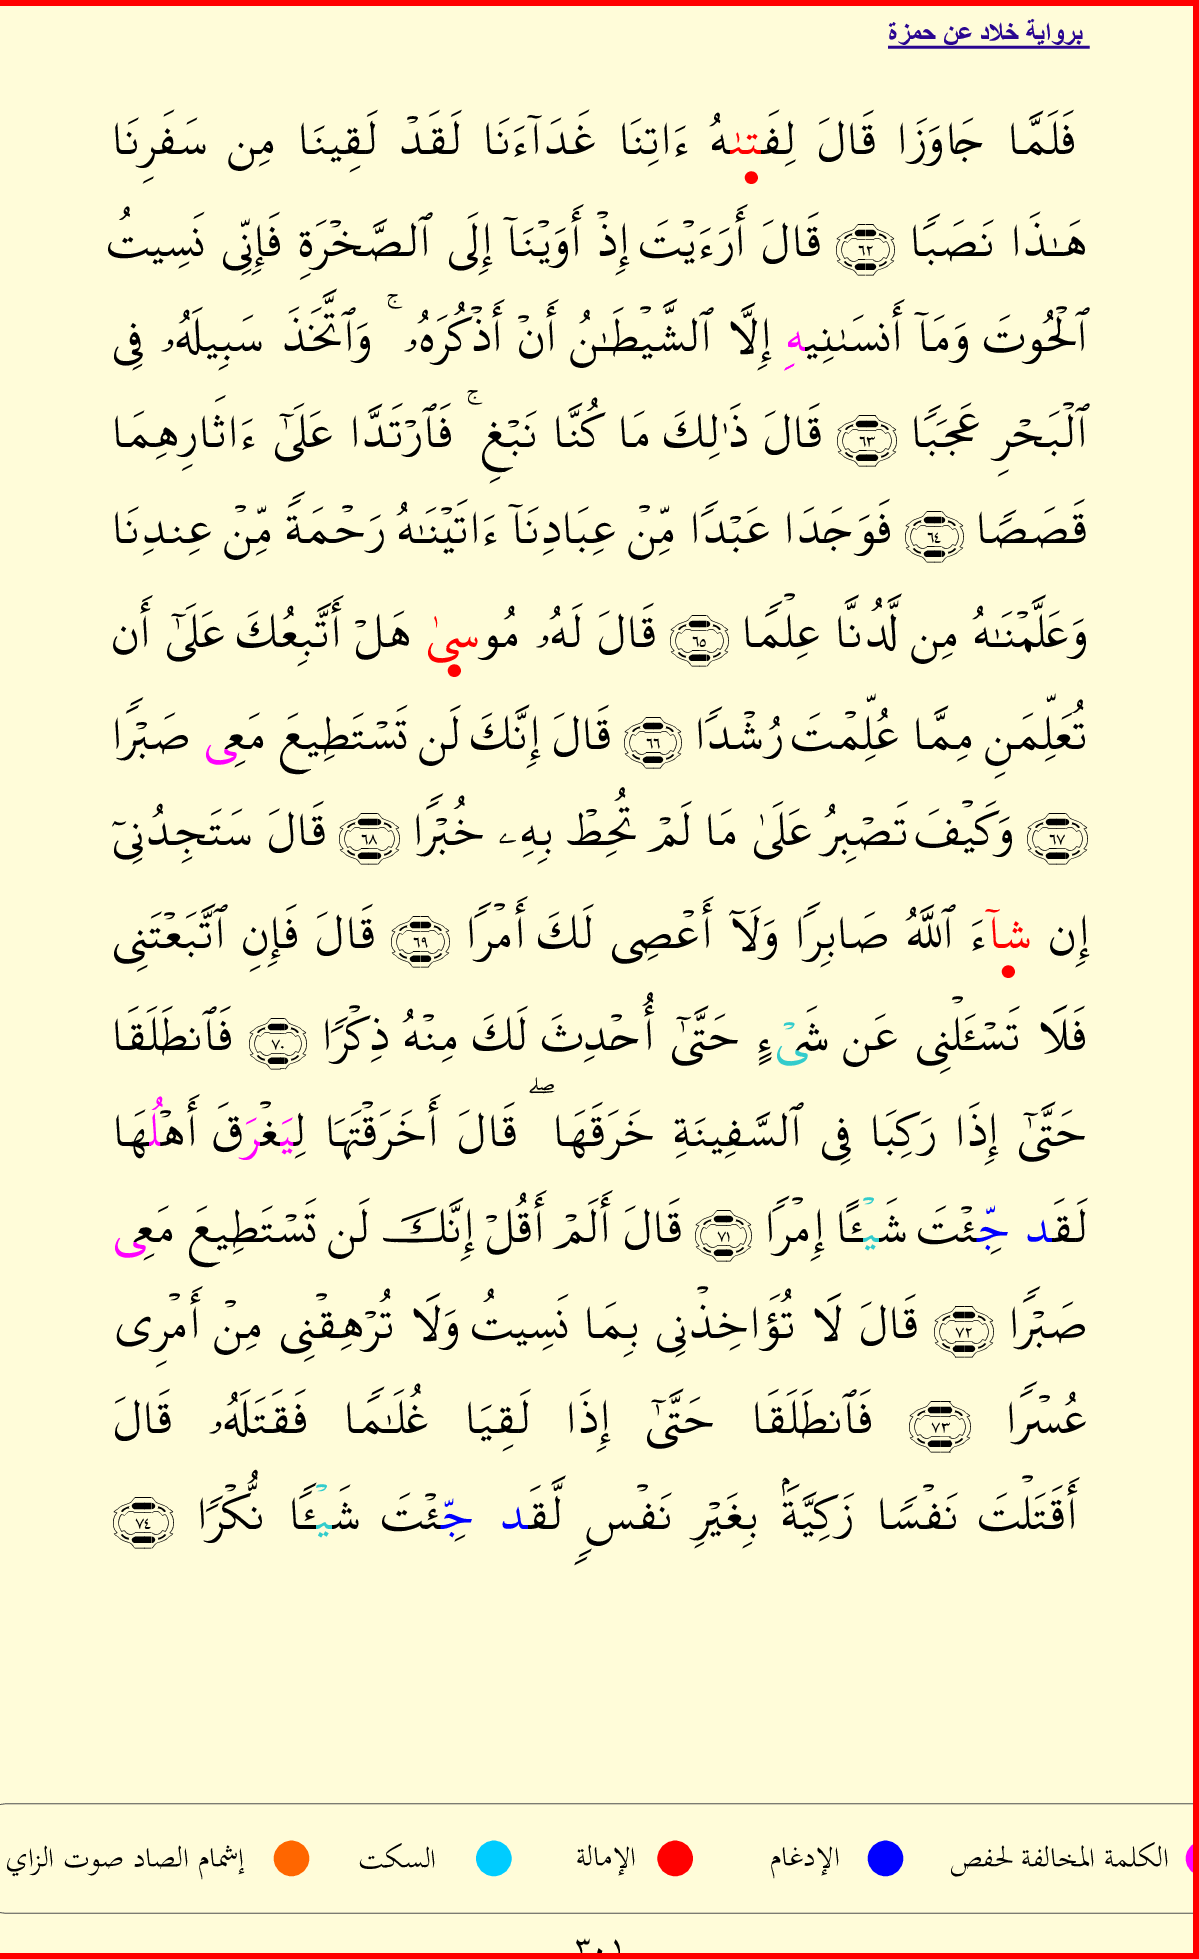 برواية خلاد عن حمزة
فَلَمَّا جَاوَزَا قَالَ لِفَتىٰهُ ءَاتِنَا غَدَآءَنَا لَقَدۡ لَقِينَا مِن سَفَرِنَا
هَـٰذَا نَصَبًا ٦٢ قَالَ أَرَءَيۡتَ إِذۡ أَوَيۡنَآ إِلَى ٱلصَّخۡرَةِ فَإِنِّى نَسِيتُ
ٱلۡحُوتَ وَمَآ أَنسَىٰنِيهِ إِلَّا ٱلشَّيۡطَـٰنُ أَنۡ أَذۡكُرَهُۥ ۚ وَٱتَّخَذَ سَبِيلَهُۥ فِى
ٱلۡبَحۡرِ عَجَبًا ٦٣ قَالَ ذَٰلِكَ مَا كُنَّا نَبۡغِ ۚ فَٱرۡتَدَّا عَلَىٰٓ ءَاثَارِهِمَا
قَصَصًا ٦٤ فَوَجَدَا عَبۡدًا مِّنۡ عِبَادِنَآ ءَاتَيۡنَـٰهُ رَحۡمَةً مِّنۡ عِندِنَا
وَعَلَّمۡنَـٰهُ مِن لَّدُنَّا عِلۡمًا ٦٥ قَالَ لَهُۥ مُوسىٰ هَلۡ أَتَّبِعُكَ عَلَىٰٓ أَن
تُعَلِّمَنِ مِمَّا عُلِّمۡتَ رُشۡدًا ٦٦ قَالَ إِنَّكَ لَن تَسۡتَطِيعَ مَعِى صَبۡرًا
٦٧ وَكَيۡفَ تَصۡبِرُ عَلَىٰ مَا لَمۡ تُحِطۡ بِهِۦ خُبۡرًا ٦٨ قَالَ سَتَجِدُنِىٓ
إِن شآءَ ٱللَّهُ صَابِرًا وَلَآ أَعۡصِى لَكَ أَمۡرًا ٦٩ قَالَ فَإِنِ ٱتَّبَعۡتَنِى
فَلَا تَسۡـَٔلۡنِى عَن شَىۡءٍ حَتَّىٰٓ أُحۡدِثَ لَكَ مِنۡهُ ذِكۡرًا ٧٠ فَٱنطَلَقَا
حَتَّىٰٓ إِذَا رَكِبَا فِى ٱلسَّفِينَةِ خَرَقَهَا ۖ قَالَ أَخَرَقۡتَهَا لِيَغۡرَقَ أَهۡلُهَا
لَقَد جِّئۡتَ شَيۡـًٔا إِمۡرًا ٧١ قَالَ أَلَمۡ أَقُلۡ إِنَّكَ لَن تَسۡتَطِيعَ مَعِى
صَبۡرًا ٧٢ قَالَ لَا تُؤَاخِذۡنِى بِمَا نَسِيتُ وَلَا تُرۡهِقۡنِى مِنۡ أَمۡرِى
عُسۡرًا ٧٣ فَٱنطَلَقَا حَتَّىٰٓ إِذَا لَقِيَا غُلَـٰمًا فَقَتَلَهُۥ قَالَ
أَقَتَلۡتَ نَفۡسًا زَكِيَّةَۢ بِغَيۡرِ نَفۡسٍ لَّقَد جِّئۡتَ شَيۡـًٔا نُّكۡرًا ٧٤
الكلمة المخالفة لحفص الإدغام الإمالة السكت إشمام الصاد صوت الزاي
٣٠١